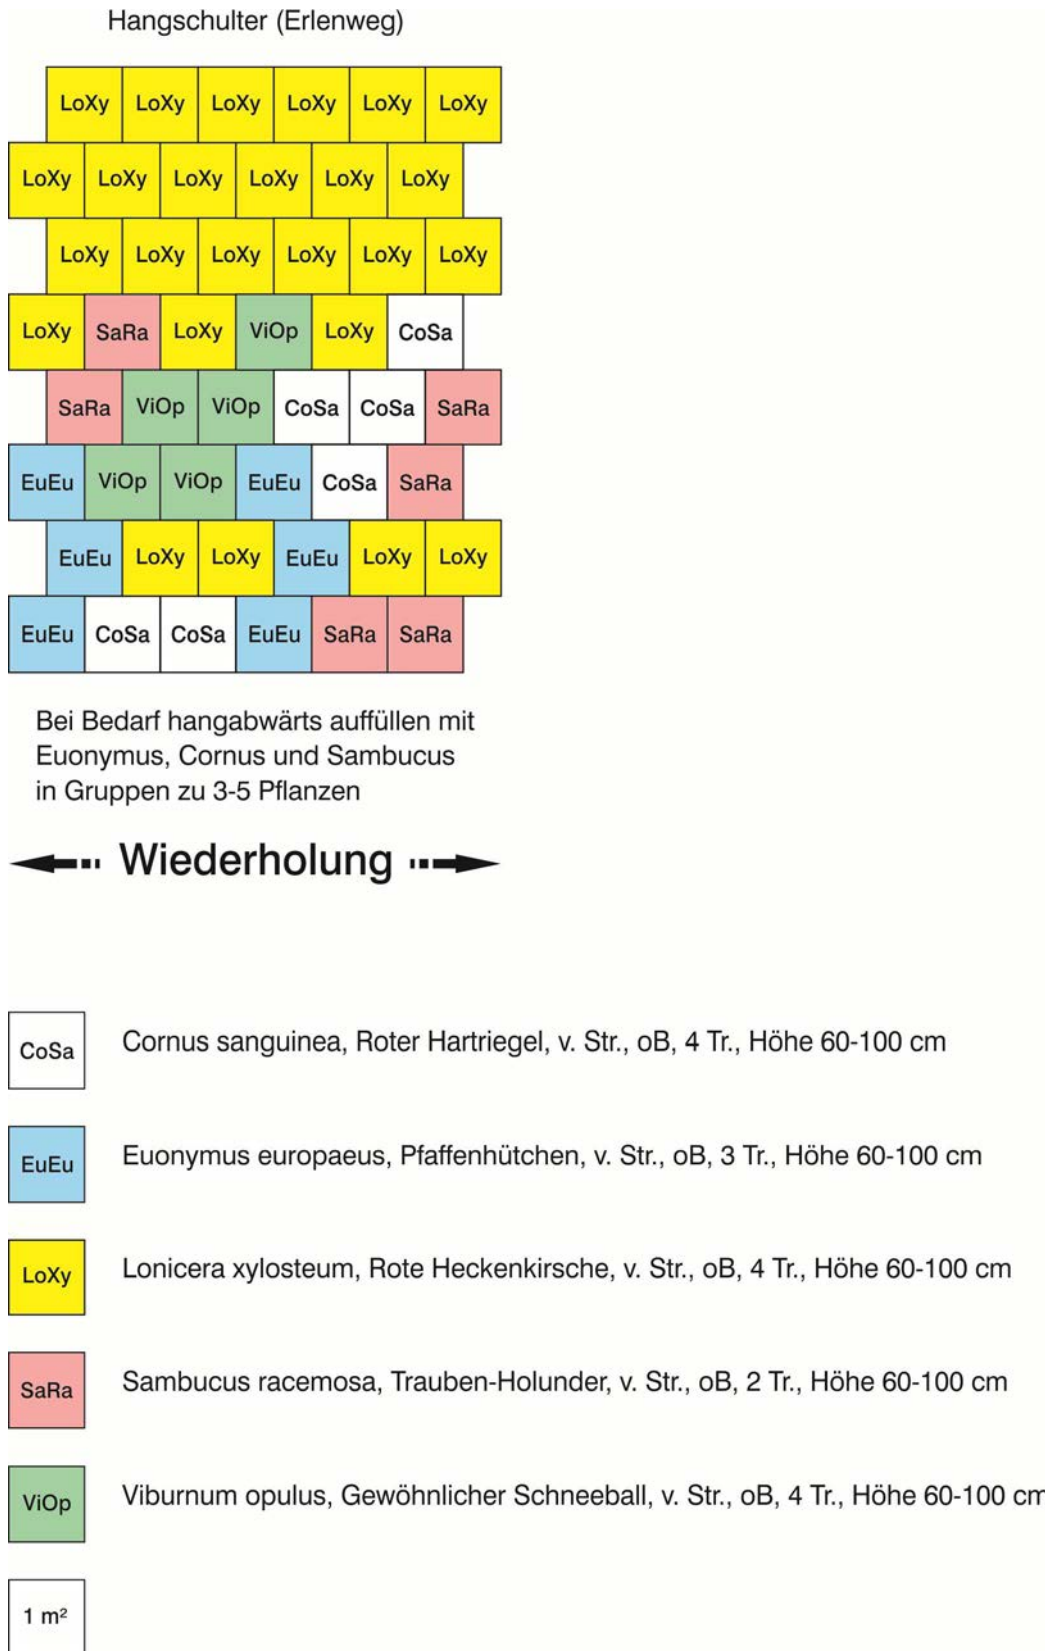 Hangschulter (Erlenweg)
LoXy LoXy LoXy LoXy LoXy LoXy
LoXy LoXy LoXy LoXy LoXy LoXy
LoXy LoXy LoXy LoXy LoXy LoXy
LoXy SaRa LoXy ViOp LoXy CoSa
SaRa ViOp ViOp CoSa CoSa SaRa
EuEu ViOp ViOp EuEu CoSa SaRa
EuEu LoXy LoXy EuEu LoXy LoXy
EuEu CoSa CoSa EuEu SaRa SaRa
Bei Bedarf hangabwärts auffüllen mit
Euonymus, Cornus und Sambucus
in Gruppen zu 3-5 Pflanzen
Wiederholung
CoSa Cornus sanguinea, Roter Hartriegel, v. Str., oB, 4 Tr., Höhe 60-100 cm
EuEu Euonymus europaeus, Pfaffenhütchen, v. Str., oB, 3 Tr., Höhe 60-100 cm
LoXy Lonicera xylosteum, Rote Heckenkirsche, v. Str., oB, 4 Tr., Höhe 60-100 cm
SaRa Sambucus racemosa, Trauben-Holunder, v. Str., oB, 2 Tr., Höhe 60-100 cm
ViOp Viburnum opulus, Gewöhnlicher Schneeball, v. Str., oB, 4 Tr., Höhe 60-100 cm
1 m²